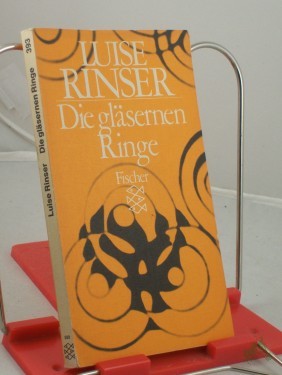 LUISE
RINSER
Die gläsernen
Ringe
Fischer
Luise Rinser Die gläsernen Ringe 393